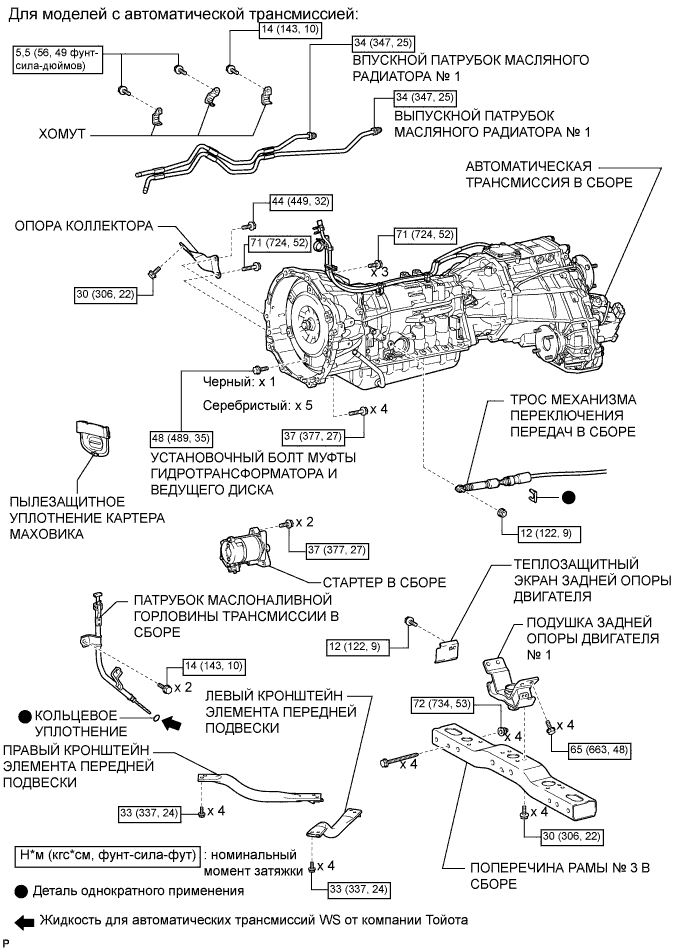 Для моделей с автоматической трансмиссией:
14 (143, 10)
5,5 (56, 49 фунт-
сила-дюймов)
34 (347, 25)
ВПУСКНОЙ ПАТРУБОК МАСЛЯНОГО
РАДИАТОРА № 1
34 (347, 25)
ВЫПУСКНОЙ ПАТРУБОК
МАСЛЯНОГО РАДИАТОРА № 1
ХОМУТ
АВТОМАТИЧЕСКАЯ
ТРАНСМИССИЯ В СБОРЕ
44 (449, 32)
ОПОРА КОЛЛЕКТОРА
71 (724, 52)
71 (724, 52)
x 3
30 (306, 22)
Черный: x 1
Серебристый: x 5
x 4
48 (489, 35)
37 (377, 27)
ТРОС МЕХАНИЗМА
ПЕРЕКЛЮЧЕНИЯ
ПЕРЕДАЧ В СБОРЕ
УСТАНОВОЧНЫЙ БОЛТ МУФТЫ
ГИДРОТРАНСФОРМАТОРА И
ВЕДУЩЕГО ДИСКА
ПЫЛЕЗАЩИТНОЕ
УПЛОТНЕНИЕ КАРТЕРА
МАХОВИКА
x 2
37 (377, 27)
12 (122, 9)
СТАРТЕР В СБОРЕ
ТЕПЛОЗАЩИТНЫЙ
ЭКРАН ЗАДНЕЙ ОПОРЫ
ДВИГАТЕЛЯ
ПАТРУБОК МАСЛОНАЛИВНОЙ
ГОРЛОВИНЫ ТРАНСМИССИИ В
СБОРЕ
12 (122, 9)
ПОДУШКА ЗАДНЕЙ
ОПОРЫ ДВИГАТЕЛЯ
№ 1
14 (143, 10)
x 2
ЛЕВЫЙ КРОНШТЕЙН
ЭЛЕМЕНТА ПЕРЕДНЕЙ
ПОДВЕСКИ
72 (734, 53)
x 4
x 4
65 (663, 48)
КОЛЬЦЕВОЕ
УПЛОТНЕНИЕ
ПРАВЫЙ КРОНШТЕЙН
ЭЛЕМЕНТА ПЕРЕДНЕЙ
ПОДВЕСКИ
x 4
33 (337, 24)
x 4
x 4
30 (306, 22)
Н*м (кгс*см, фунт-сила-фут)
: номинальный
момент затяжки
x 4
33 (337, 24)
ПОПЕРЕЧИНА РАМЫ № 3 В
СБОРЕ
Деталь однократного применения
Жидкость для автоматических трансмиссий WS от компании Тойота
P